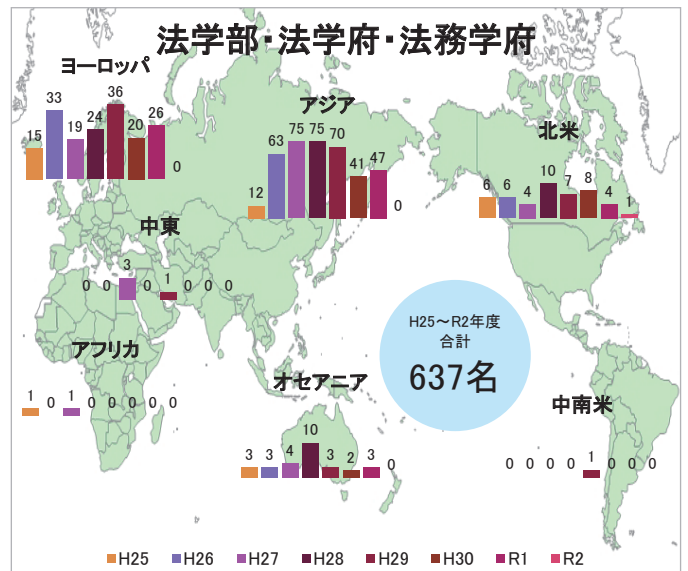 法学部・法学府・法務学府
ヨーロッパ
15 33 19 24 36 20 26 0
アジア
12 63 75 75 70 41 47 0
北米
6 6 4 10 7 8 4 1
中東
0 0 3 0 1 0 0 0
H25～R2年度
合計
637名
アフリカ
1 0 1 0 0 0 0 0
オセアニア
3 3 4 10 3 2 3 0
中南米
0 0 0 0 1 0 0 0
H25 H26 H27 H28 H29 H30 R1 R2